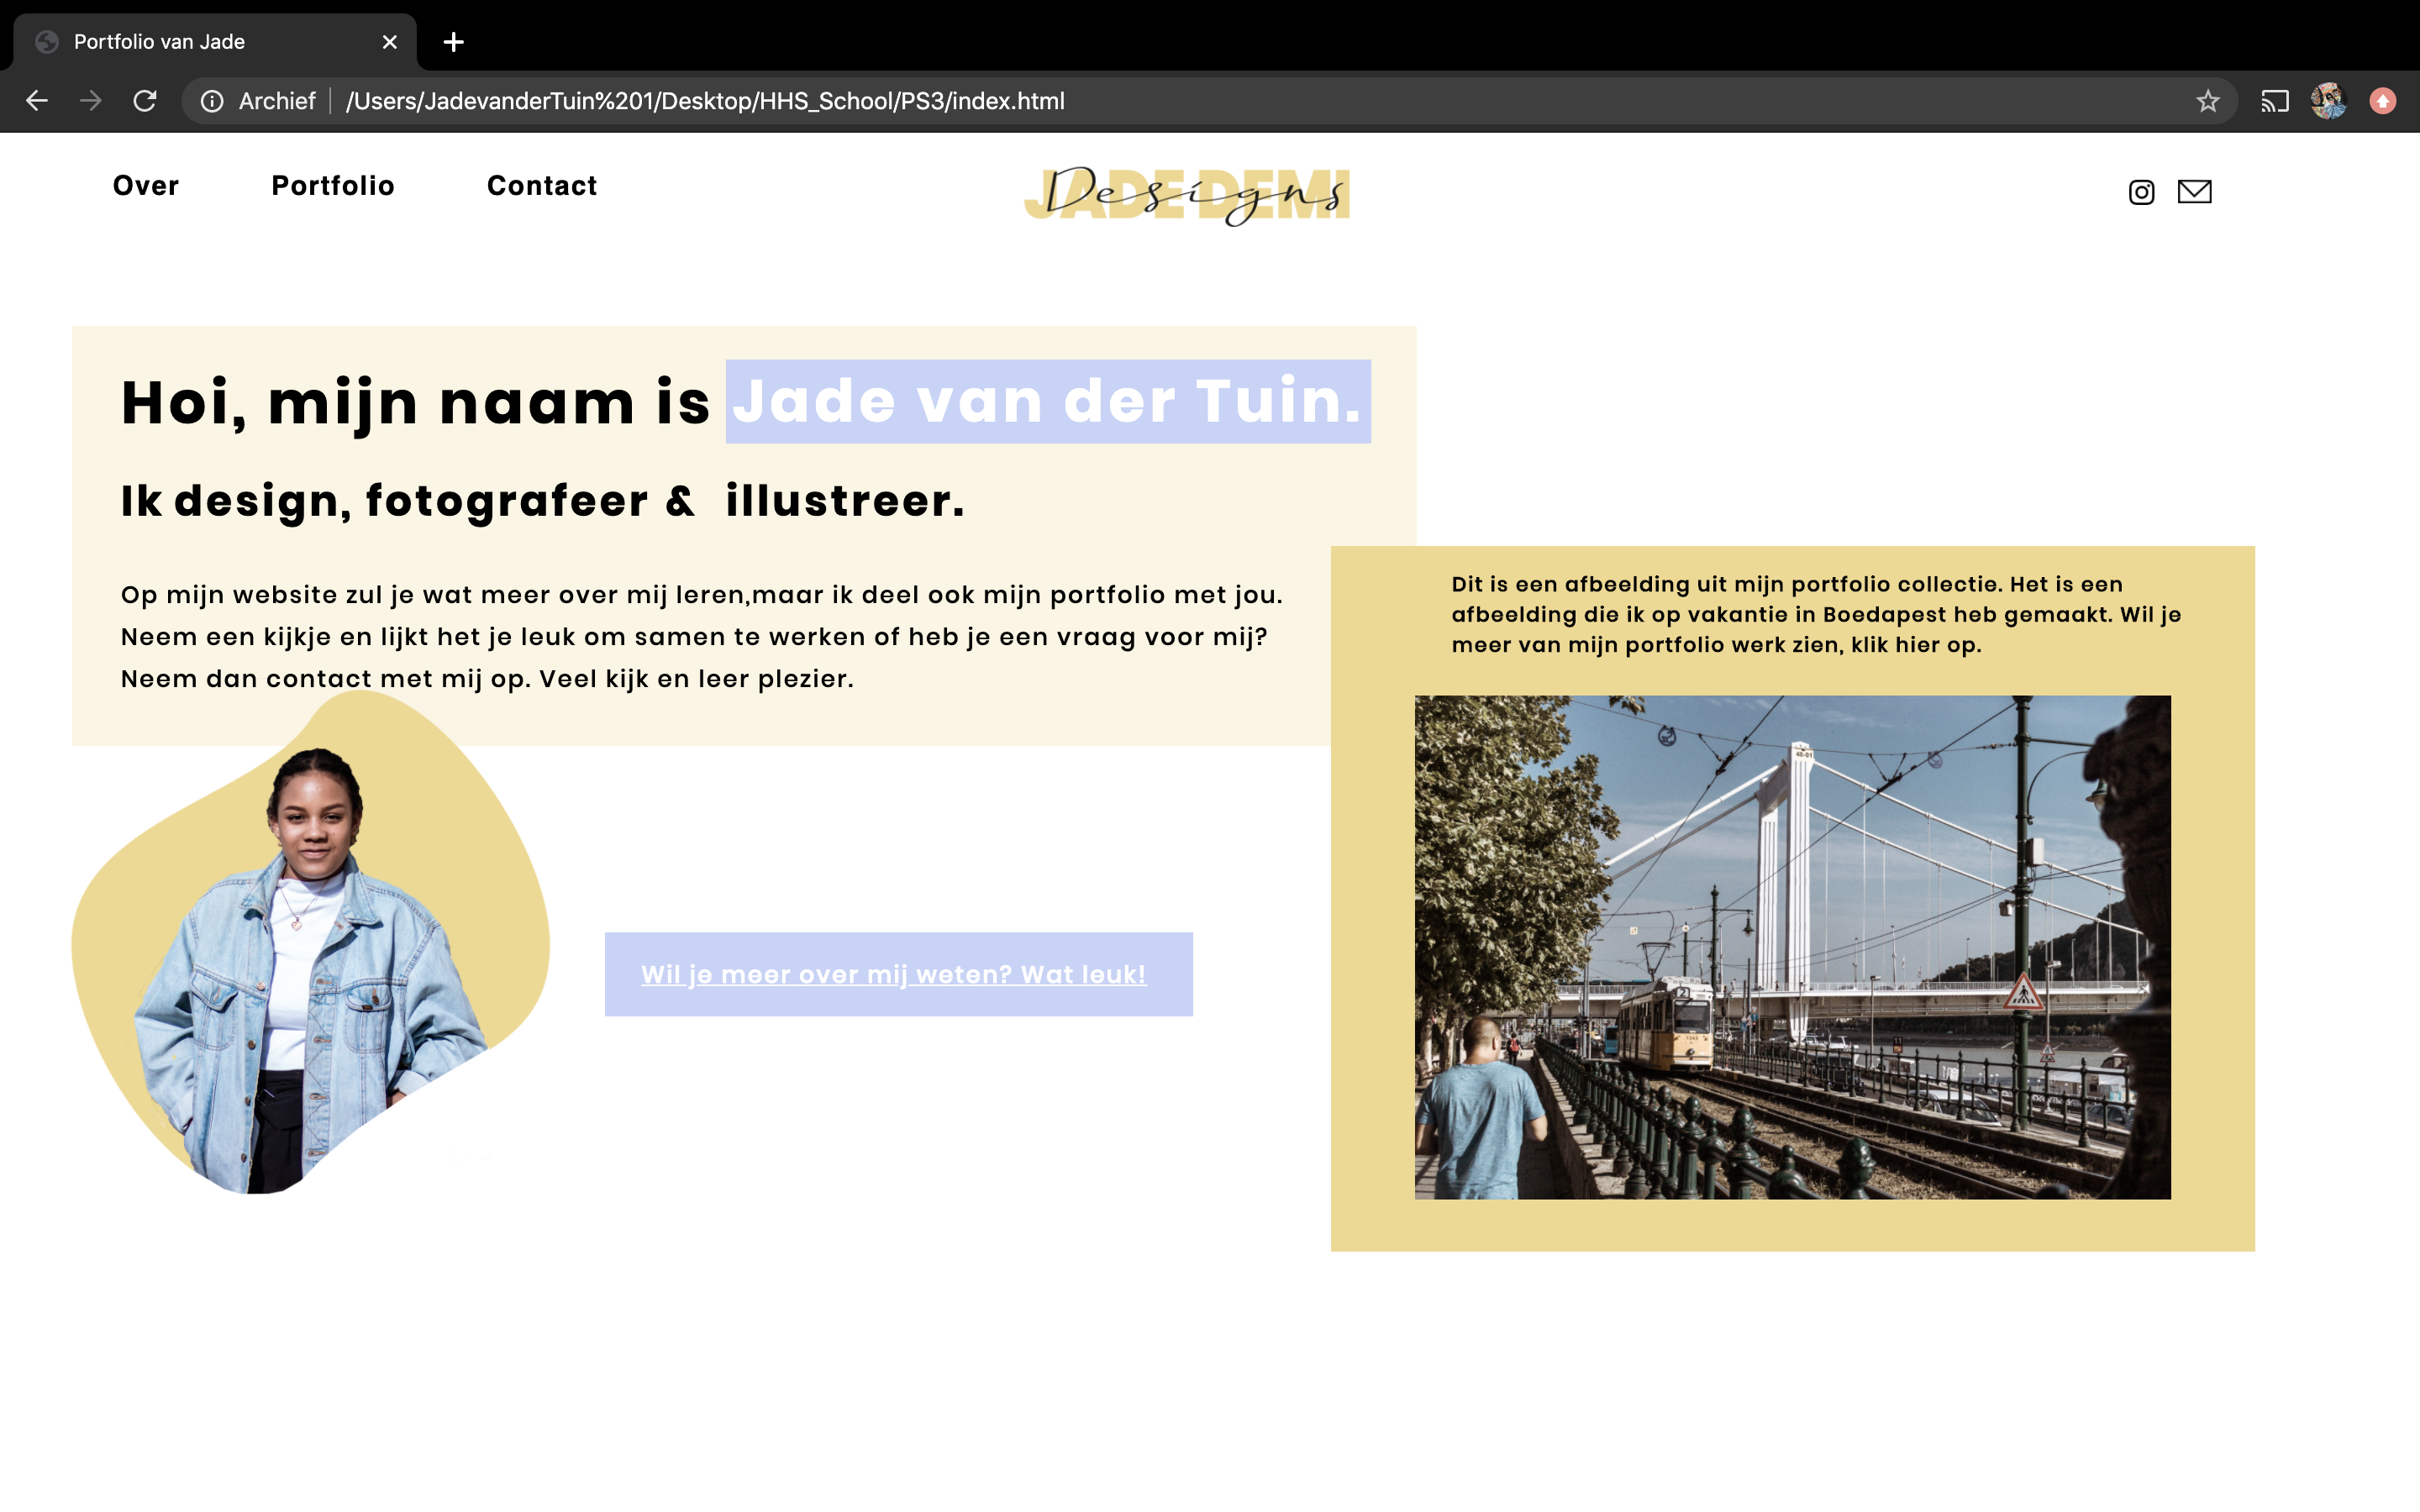 Portfolio van Jade
Archief /Users/JadevanderTuin%201/Desktop/HHS_School/PS3/index.html
Over Portfolio Contact
JADE DEMI
Designs
Hoi, mijn naam is Jade van der Tuin.
Ik design, fotografeer & illustreer.
Op mijn website zul je wat meer over mij leren,maar ik deel ook mijn portfolio met jou.
Neem een kijkje en lijkt het je leuk om samen te werken of heb je een vraag voor mij?
Neem dan contact met mij op. Veel kijk en leer plezier.
Dit is een afbeelding uit mijn portfolio collectie. Het is een
afbeelding die ik op vakantie in Boedapest heb gemaakt. Wil je
meer van mijn portfolio werk zien, klik hier op.
Wil je meer over mij weten? Wat leuk!
2